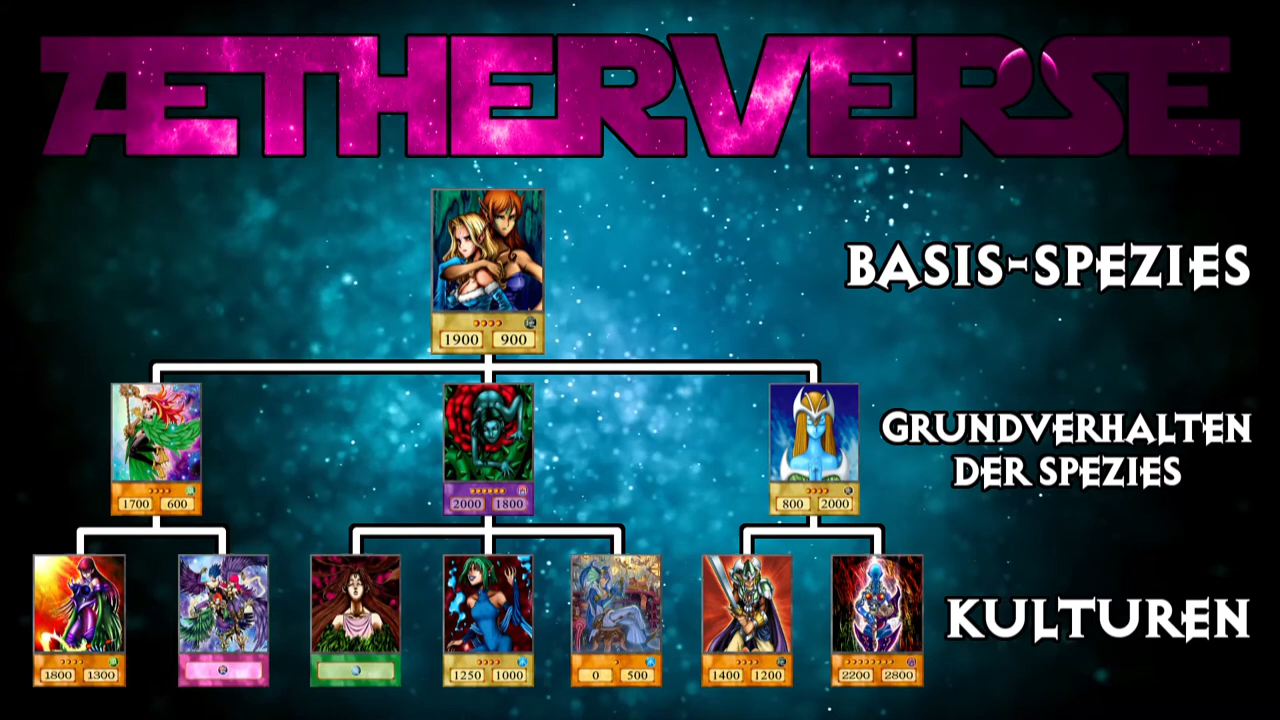 ÆTHERVERSE
BASIS-SPEZIES
1900 900
GRUNDVERHALTEN
DER SPEZIES
1700 600
2000 1800
800 2000
KULTUREN
1800 1300
1250 1000
0 500
1400 1200
2200 2800